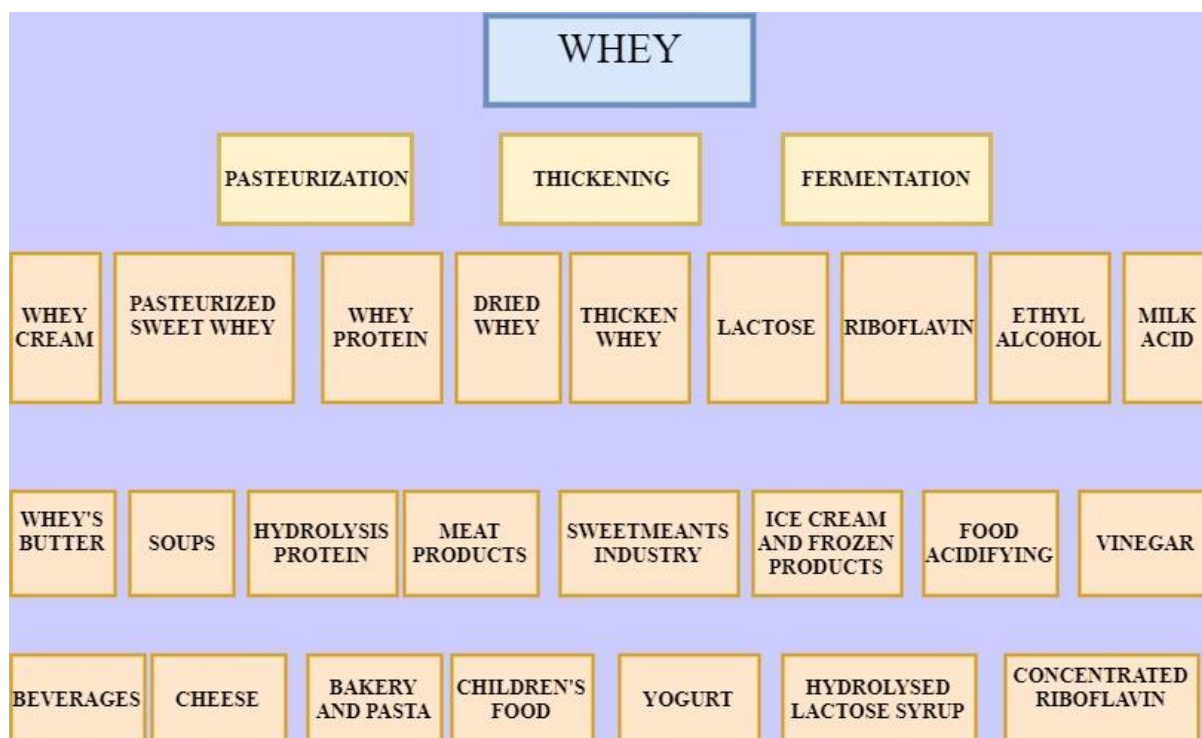 WHEY
PASTEURIZATION
THICKENING
FERMENTATION
WHEY
CREAM
PASTEURIZED
SWEET WHEY
WHEY
PROTEIN
DRIED
WHEY
THICKEN
WHEY
LACTOSE
RIBOFLAVIN
ETHYL
ALCOHOL
MILK
ACID
WHEY'S
BUTTER
SOUPS
HYDROLYSIS
PROTEIN
MEAT
PRODUCTS
SWEETMEANTS
INDUSTRY
ICE CREAM
AND FROZEN
PRODUCTS
FOOD
ACIDIFYING
VINEGAR
BEVERAGES
CHEESE
BAKERY
AND PASTA
CHILDREN'S
FOOD
YOGURT
HYDROLYSED
LACTOSE SYRUP
CONCENTRATED
RIBOFLAVIN